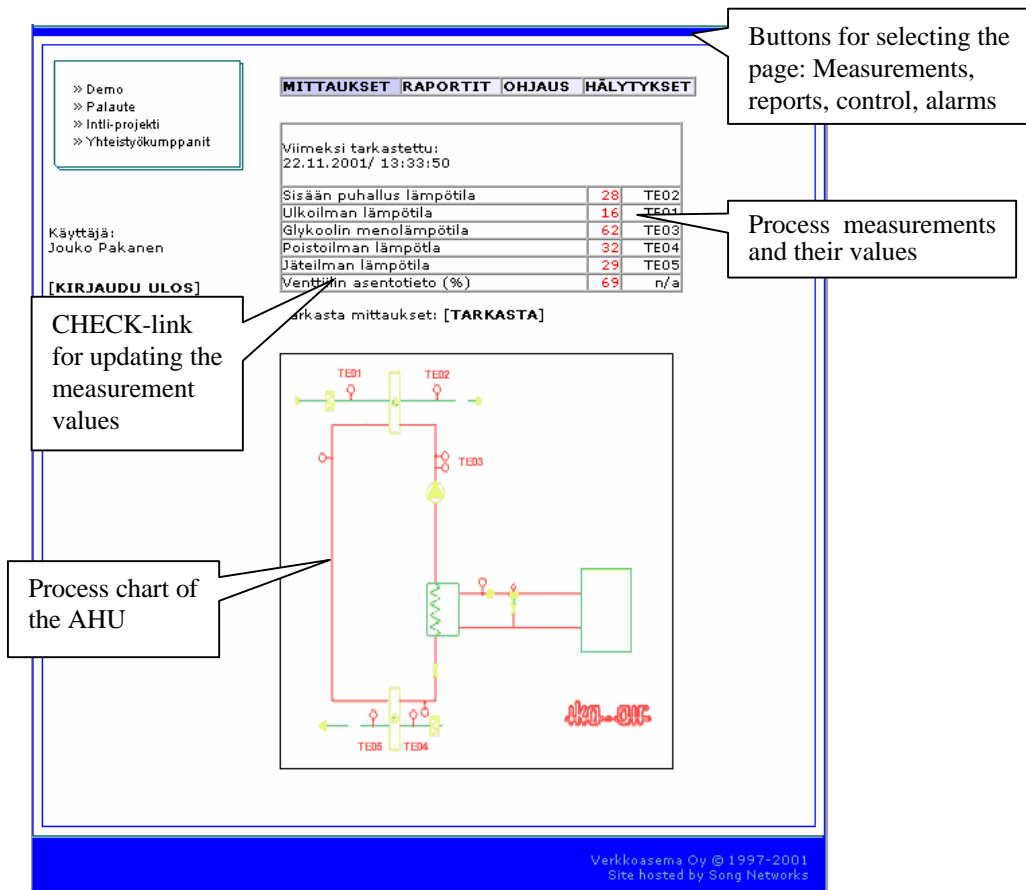 Buttons for selecting the
page: Measurements,
reports, control, alarms
» Demo
» Palaute
» Intli-projekti
» Yhteistyökumppanit
MITTAUKSET RAPORTIT OHJAUS HÄLYTYKSET
Viimeksi tarkastettu:
22.11.2001/ 13:33:50
Sisään puhallus lämpötila 28 TE02
Ulkoilman lämpötila 16 TE01
Glykoolin menolämpötila 62 TE03
Poistoilman lämpötla 32 TE04
Jäteilman lämpötila 29 TE05
Venttiilin asentotieto (%) 69 n/a
Process measurements
and their values
Käyttäjä:
Jouko Pakanen
[KIRJAUDU ULOS]
Tarkasta mittaukset: [TARKASTA]
CHECK-link
for updating the
measurement
values
TE01 TE02
TE03
Process chart of
the AHU
TE05 TE04
Verkkoasema Oy © 1997-2001
Site hosted by Song Networks